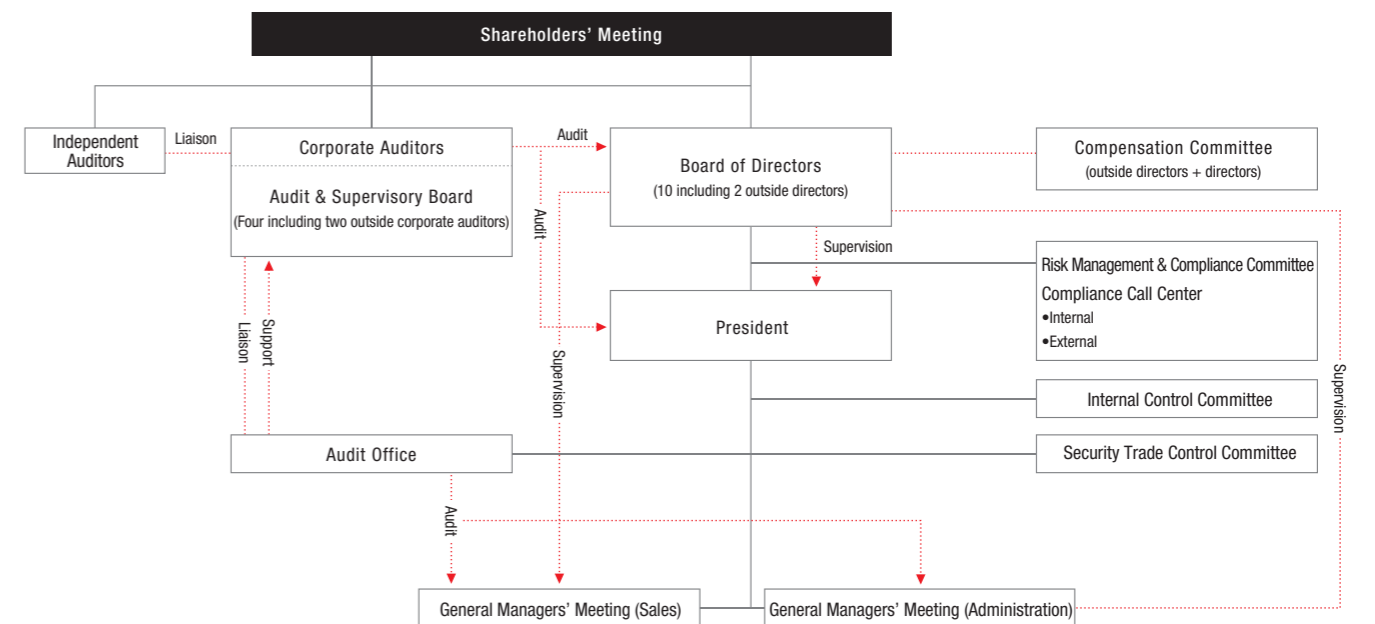 Shareholders’ Meeting
Independent
Auditors
Liaison
Corporate Auditors
Audit & Supervisory Board
(Four including two outside corporate auditors)
Audit
Audit
Board of Directors
(10 including 2 outside directors)
Compensation Committee
(outside directors + directors)
Supervision
Risk Management & Compliance Committee
Compliance Call Center
•Internal
•External
President
Liaison
Support
Supervision
Supervision
Internal Control Committee
Audit Office
Security Trade Control Committee
Audit
General Managers’ Meeting (Sales)
General Managers’ Meeting (Administration)